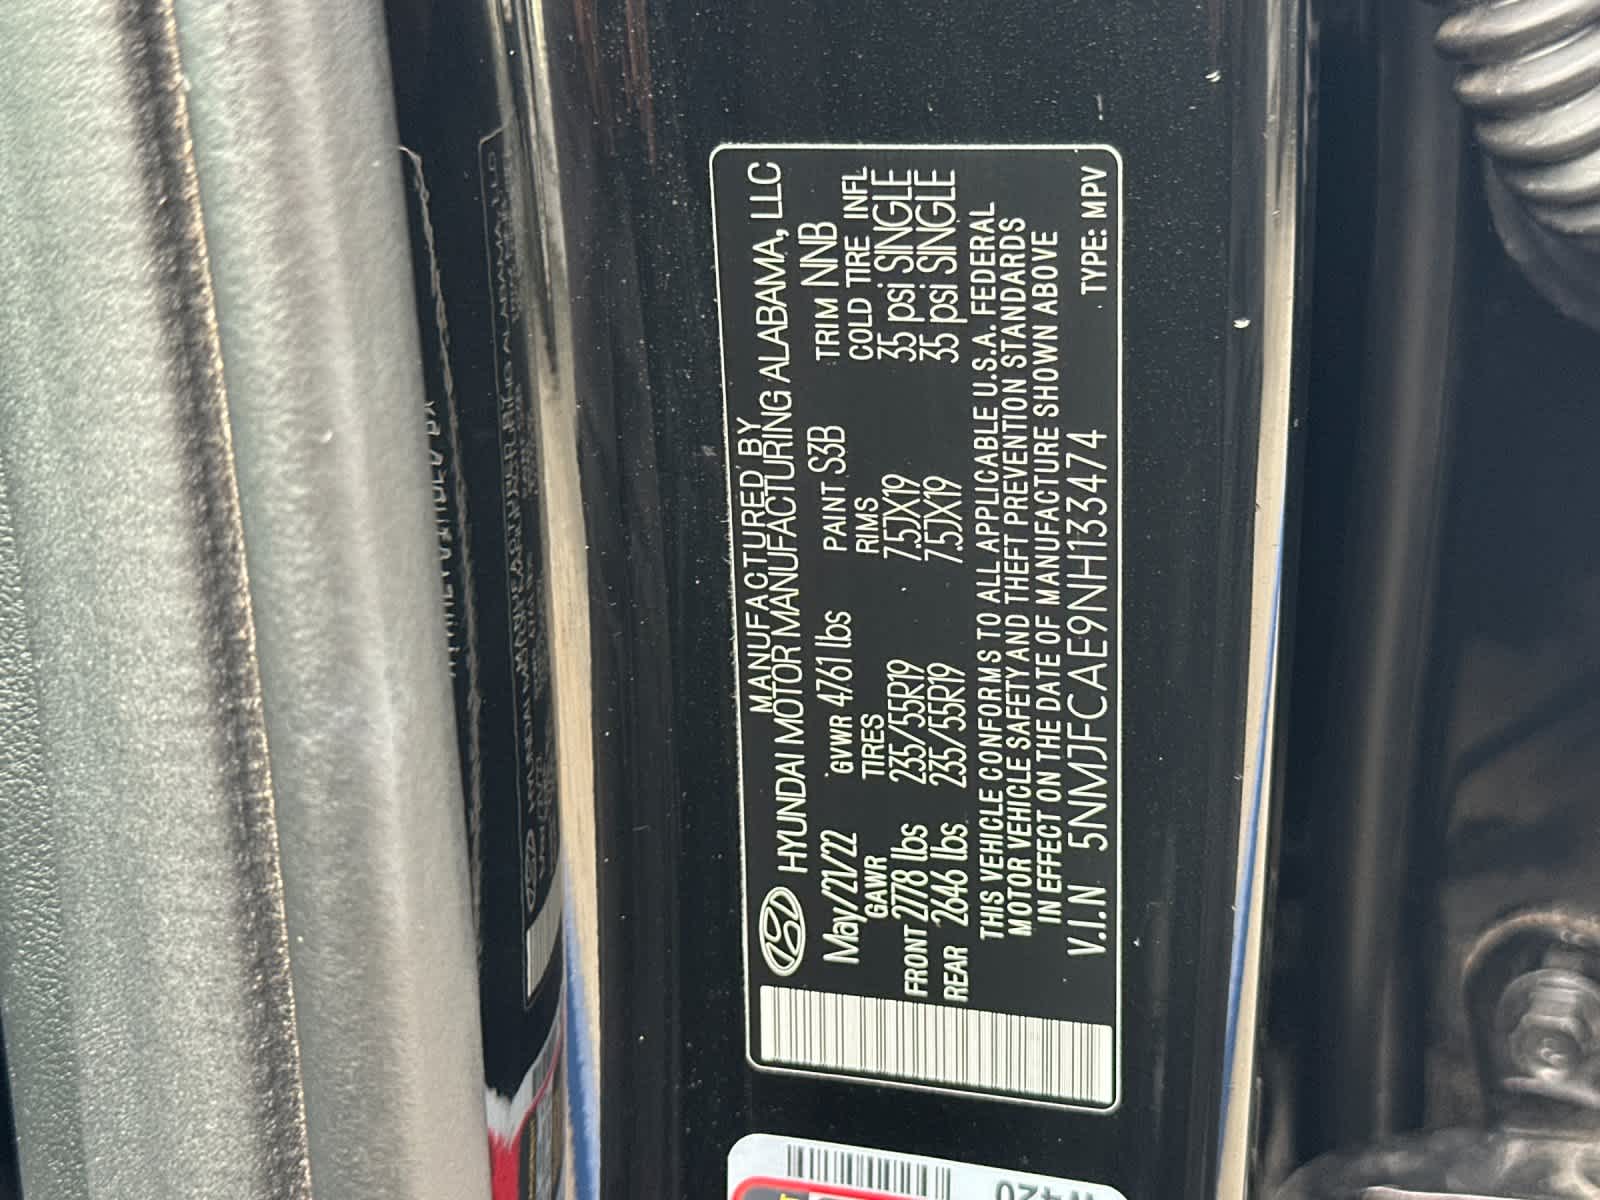 MANUFACTURED BY
HYUNDAI MOTOR MANUFACTURING ALABAMA, LLC
May/21/22 GVWR 4761 lbs PAINT S3B TRIM NNB
GAWR TIRES RIMS COLD TIRE INFL
FRONT 2778 lbs 235/55R19 7.5JX19 35 psi SINGLE
REAR 2646 lbs 235/55R19 7.5JX19 35 psi SINGLE
THIS VEHICLE CONFORMS TO ALL APPLICABLE U.S.A. FEDERAL
MOTOR VEHICLE SAFETY AND THEFT PREVENTION STANDARDS
IN EFFECT ON THE DATE OF MANUFACTURE SHOWN ABOVE
V.I.N 5NMJFCAE9NH133474 TYPE: MPV